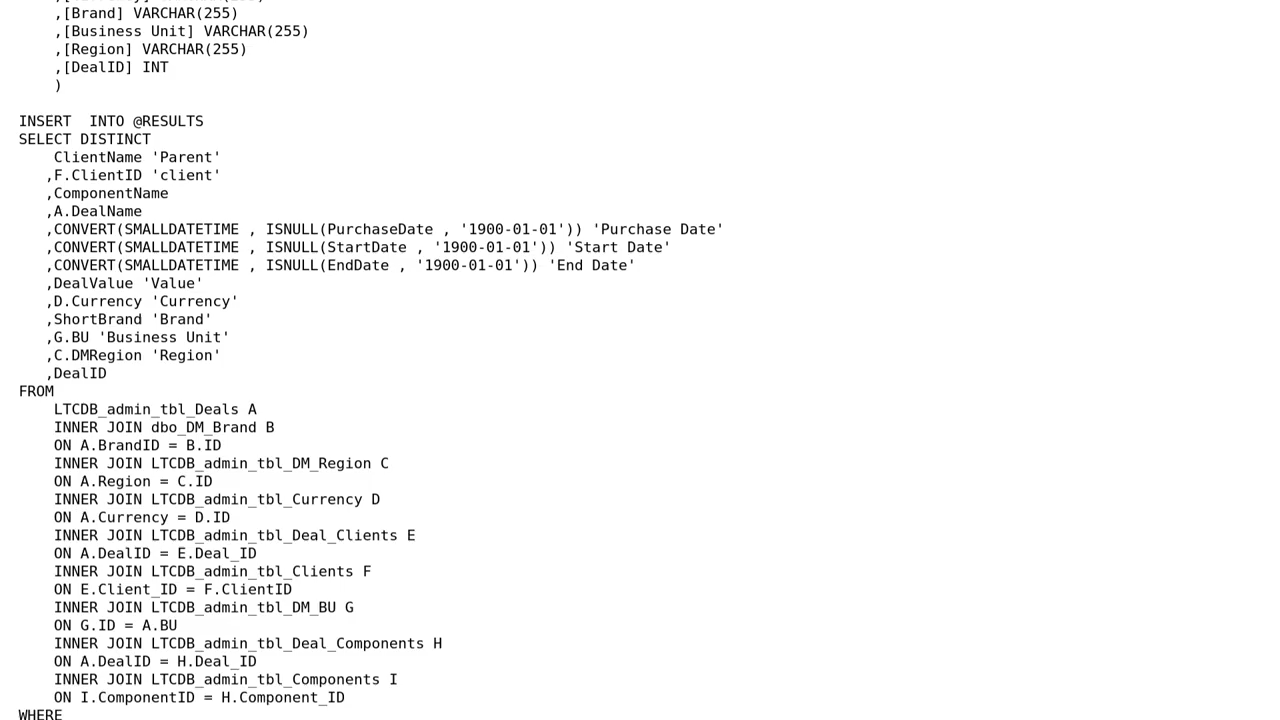 ,[Brand] VARCHAR(255)
,[Business Unit] VARCHAR(255)
,[Region] VARCHAR(255)
,[DealID] INT
)
INSERT  INTO @RESULTS
SELECT DISTINCT
ClientName 'Parent'
,F.ClientID 'client'
,ComponentName
,A.DealName
,CONVERT(SMALLDATETIME , ISNULL(PurchaseDate , '1900-01-01')) 'Purchase Date'
,CONVERT(SMALLDATETIME , ISNULL(StartDate , '1900-01-01')) 'Start Date'
,CONVERT(SMALLDATETIME , ISNULL(EndDate , '1900-01-01')) 'End Date'
,DealValue 'Value'
,D.Currency 'Currency'
,ShortBrand 'Brand'
,G.BU 'Business Unit'
,C.DMRegion 'Region'
,DealID
FROM
LTCDB_admin_tbl_Deals A
INNER JOIN dbo_DM_Brand B
ON A.BrandID = B.ID
INNER JOIN LTCDB_admin_tbl_DM_Region C
ON A.Region = C.ID
INNER JOIN LTCDB_admin_tbl_Currency D
ON A.Currency = D.ID
INNER JOIN LTCDB_admin_tbl_Deal_Clients E
ON A.DealID = E.Deal_ID
INNER JOIN LTCDB_admin_tbl_Clients F
ON E.Client_ID = F.ClientID
INNER JOIN LTCDB_admin_tbl_DM_BU G
ON G.ID = A.BU
INNER JOIN LTCDB_admin_tbl_Deal_Components H
ON A.DealID = H.Deal_ID
INNER JOIN LTCDB_admin_tbl_Components I
ON I.ComponentID = H.Component_ID
WHERE